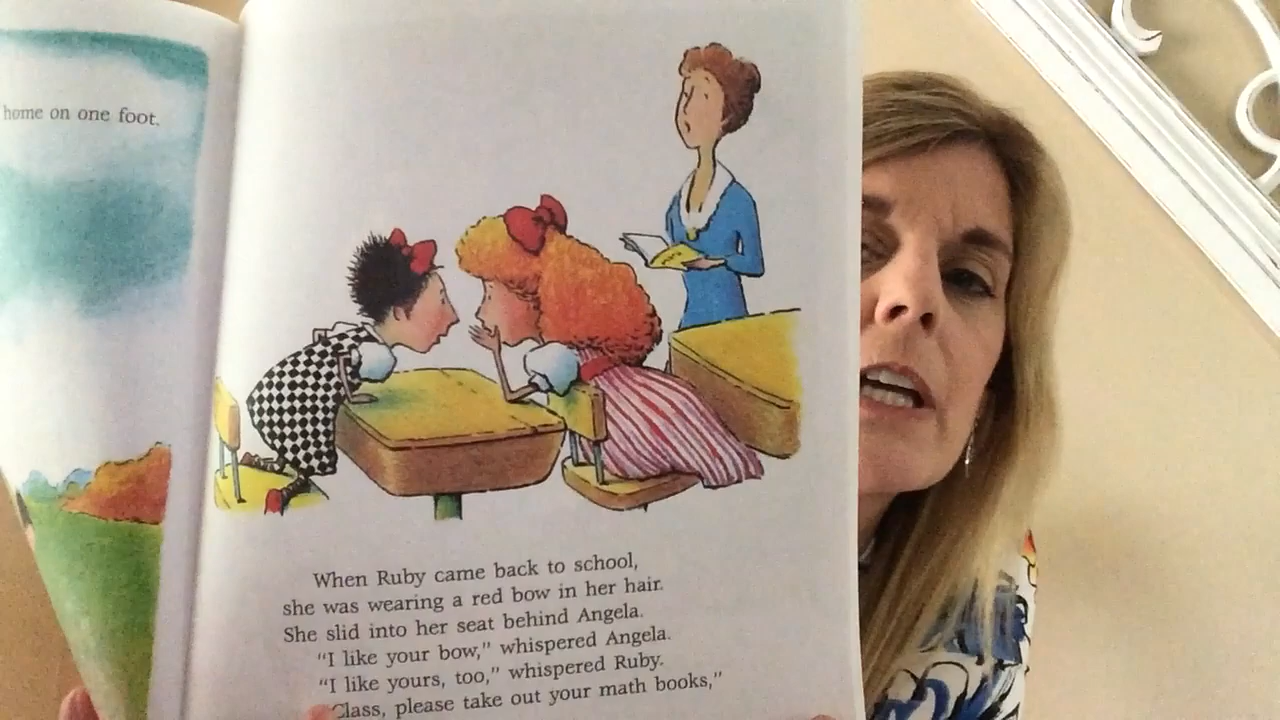 home on one foot.
When Ruby came back to school,
she was wearing a red bow in her hair.
She slid into her seat behind Angela.
"I like your bow," whispered Angela.
"I like yours, too," whispered Ruby.
Class, please take out your math books,"